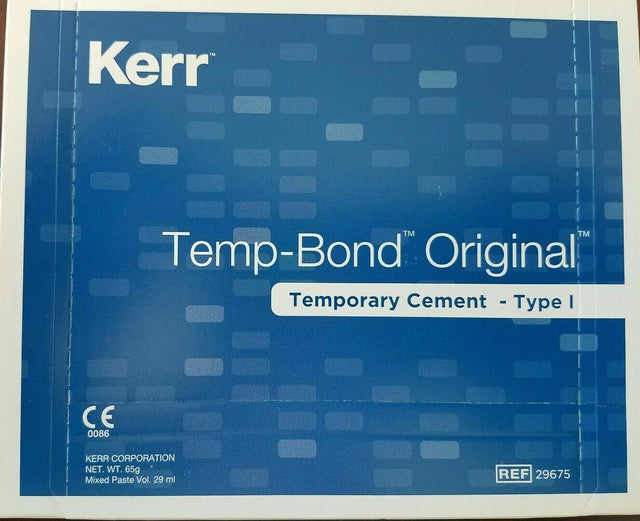 Kerr™
Temp-Bond™ Original™
Temporary Cement - Type I
CE
0086
KERR CORPORATION
NET. WT. 65g
Mixed Paste Vol. 29 ml
REF 29675